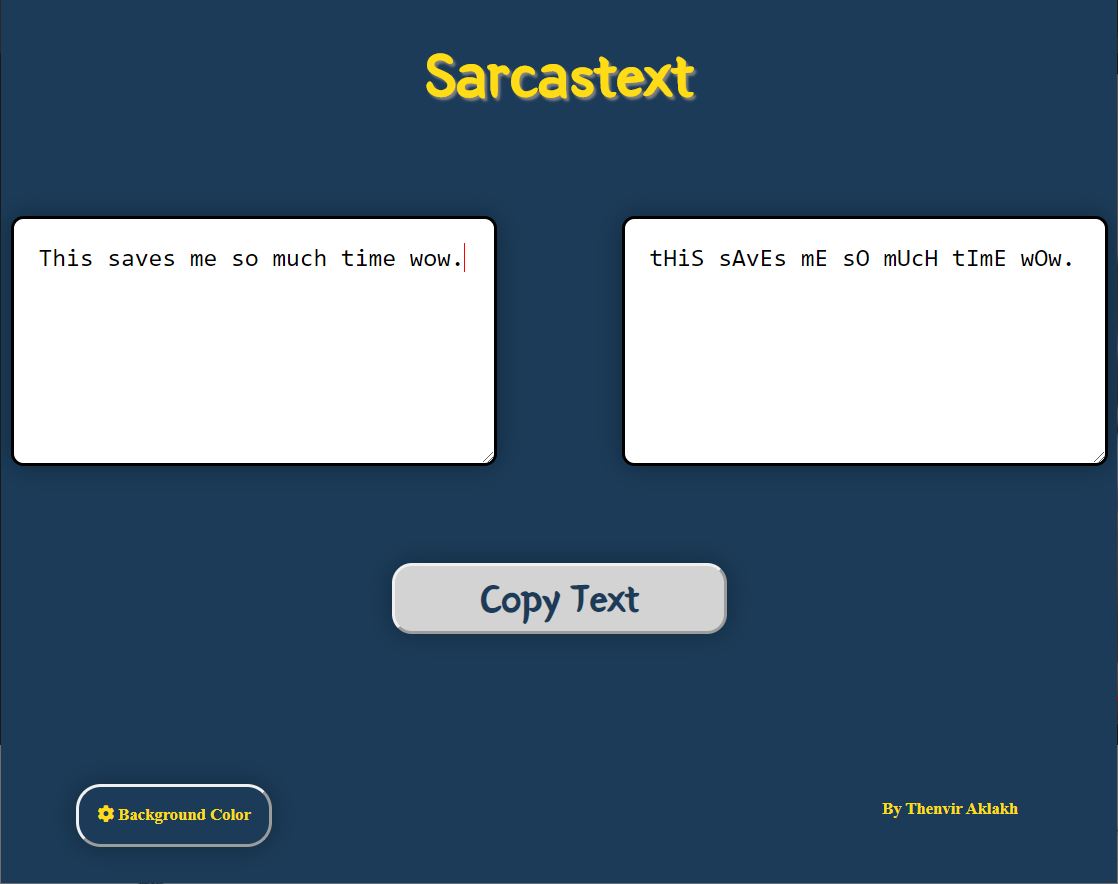 Sarcastext
This saves me so much time wow.
tHiS sAvEs mE sO mUcH tImE wOw.
Copy Text
Background Color
By Thenvir Aklakh